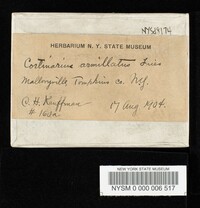 NYSf9174
HERBARIUM N. Y. STATE MUSEUM
Cortinarius armillatus Fries
Malloryville Tompkins co. N.Y.
C. H. Kauffman 17 Aug 1904.
NEW YORK STATE MUSEUM
NYSM 0 000 006 517